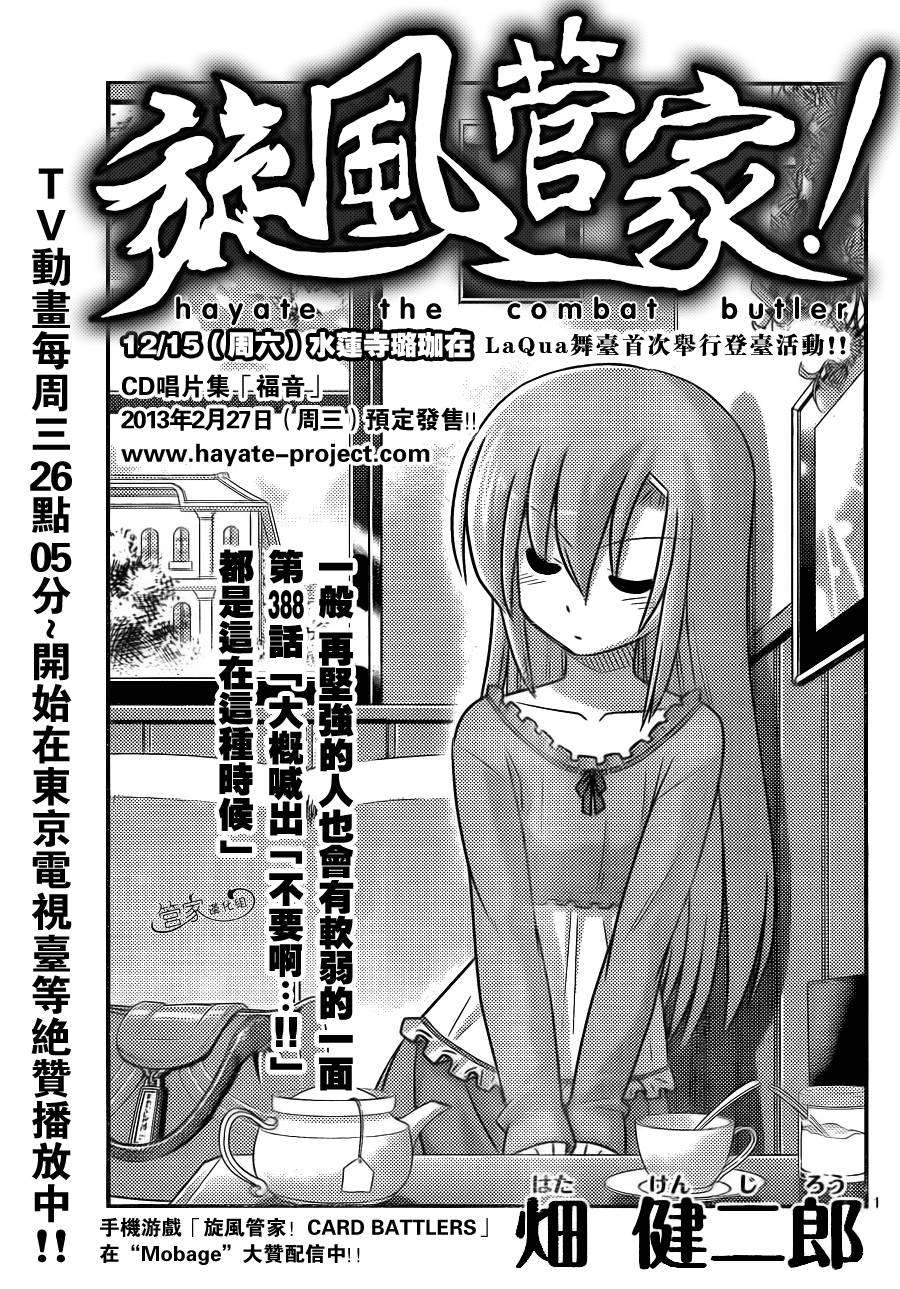 旋風管家!
hayate the combat butler
12/15（周六）水蓮寺璐珈在 LaQua舞臺首次舉行登臺活動!!
CD唱片集「福音」
2013年2月27日（周三）預定發售!!
www.hayate-project.com
TV動畫每周三26點05分~開始在東京電視臺等絕贊播放中!!
一般 再堅強的人也會有軟弱的一面
第388話「大概喊出「不要啊…!!」
都是這在這種時候」
管家漢化組
はた けん じ ろう
畑 健二郎
手機游戲「旋風管家! CARD BATTLERS」
在“Mobage”大贊配信中!!
1